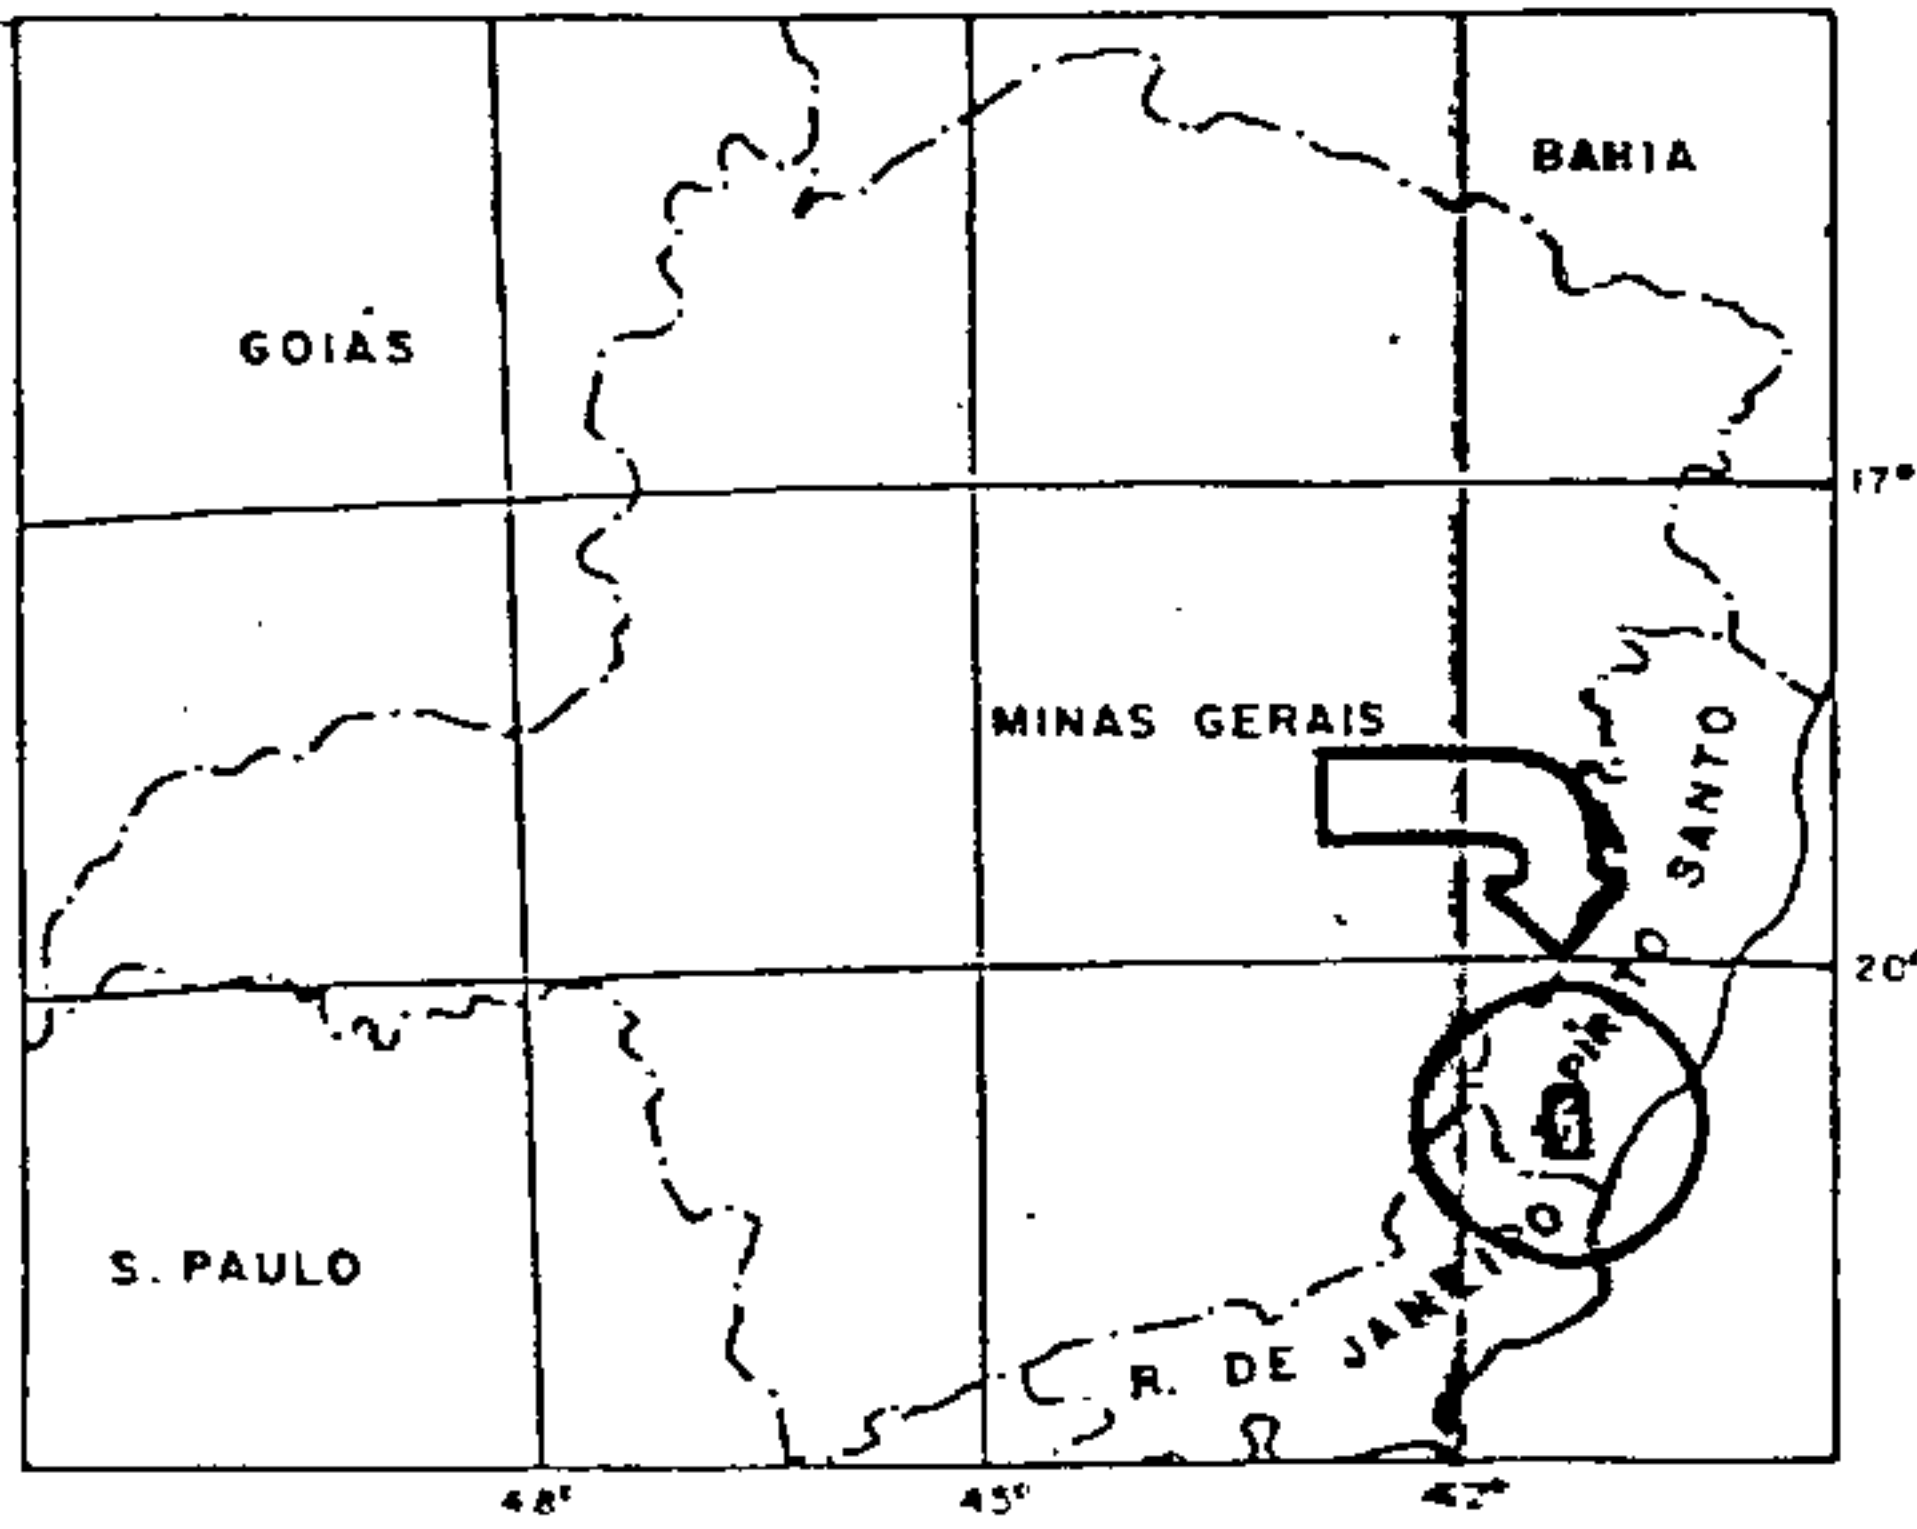 BAHIA
GOIÁS
17°
MINAS GERAIS
SANTO
20°
S. PAULO
R. DE JANEIRO
48°
45°
42°